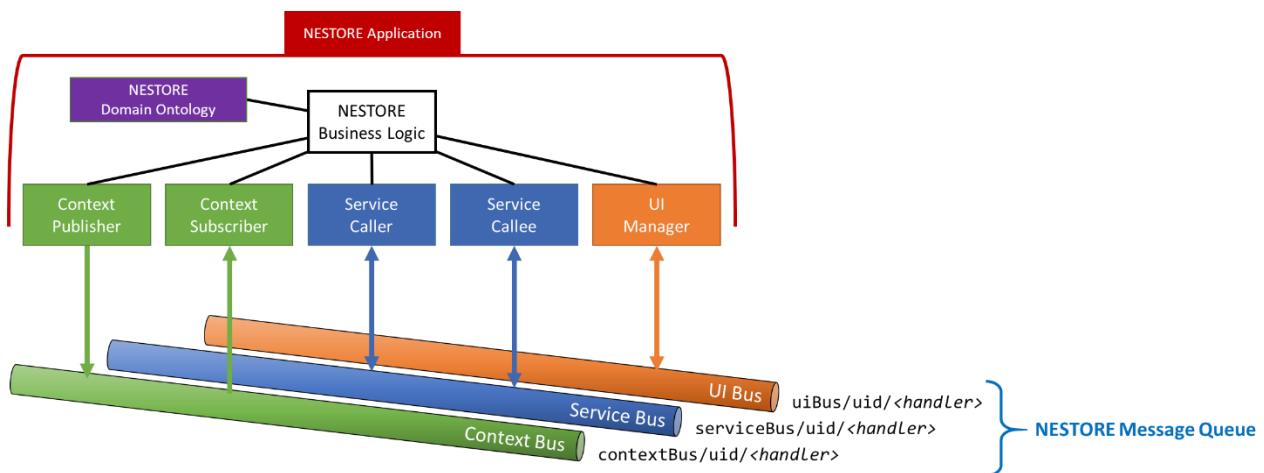 NESTORE Application
NESTORE
Domain Ontology
NESTORE
Business Logic
Context
Publisher
Context
Subscriber
Service
Caller
Service
Callee
UI
Manager
UI Bus
uiBus/uid/<handler>
Service Bus
serviceBus/uid/<handler>
NESTORE Message Queue
Context Bus
contextBus/uid/<handler>